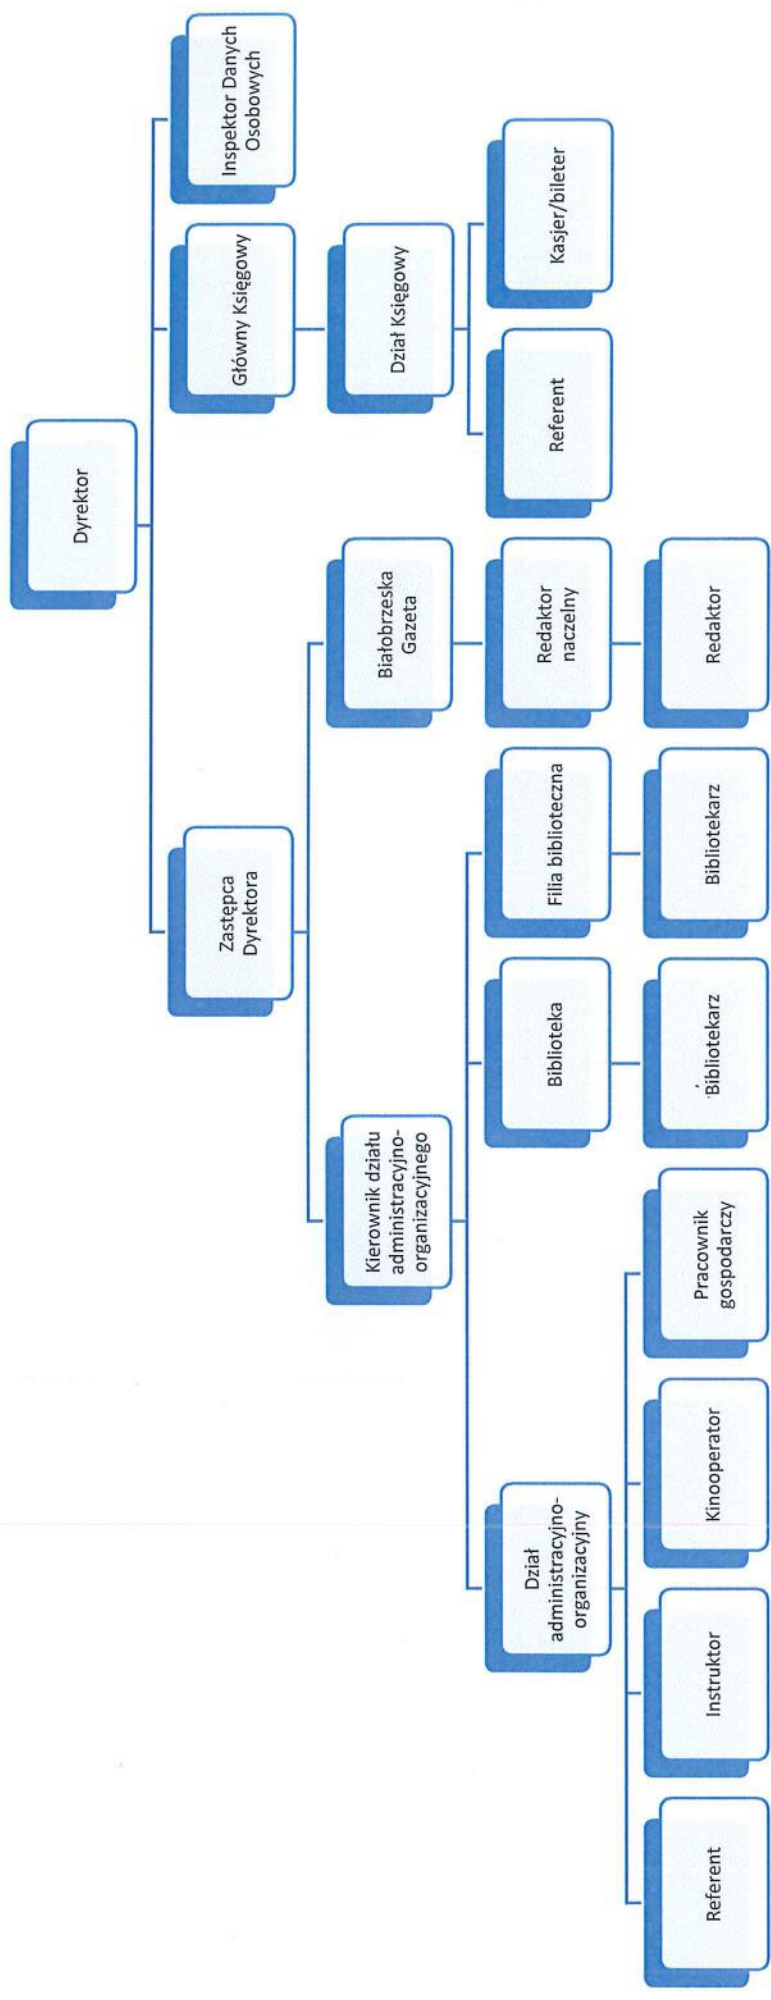 Dyrektor
Zastępca
Dyrektora
Główny Księgowy
Inspektor Danych
Osobowych
Kierownik działu
administracyjno-
organizacyjnego
Białobrzeska
Gazeta
Dział Księgowy
Dział
administracyjno-
organizacyjny
Biblioteka
Filia biblioteczna
Redaktor
naczelny
Referent
Kasjer/bileter
Referent
Instruktor
Kinooperator
Pracownik
gospodarczy
Bibliotekarz
Bibliotekarz
Redaktor